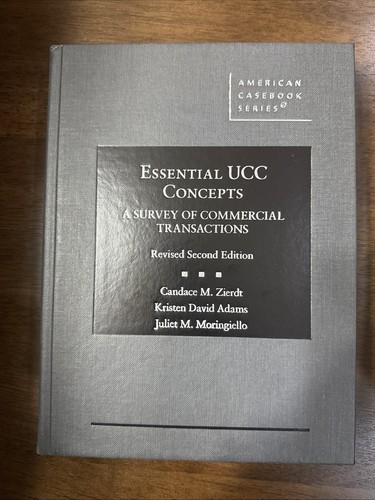 AMERICAN
CASEBOOK
SERIES®
ESSENTIAL UCC
CONCEPTS
A SURVEY OF COMMERCIAL
TRANSACTIONS
Revised Second Edition
Candace M. Zierdt
Kristen David Adams
Juliet M. Moringiello